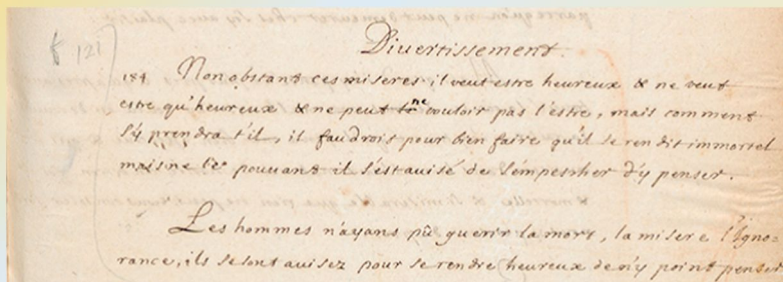 f 121
Diuertissement.
184. Nonobstant ces miseres il veut estre heureux & ne veut
estre qu'heureux & ne peut ne vouloir pas l'estre, mais comment
s'y prendra t'il, il faudroit pour bien faire qu'il se rendit immortel
mais ne le pouuant il s'est auisé de s'empescher d'y penser.
Les hommes n'ayans pû guerir la mort, la misere l'Igno-
rance, ils se sont auisez pour se rendre heureux de n'y point penser